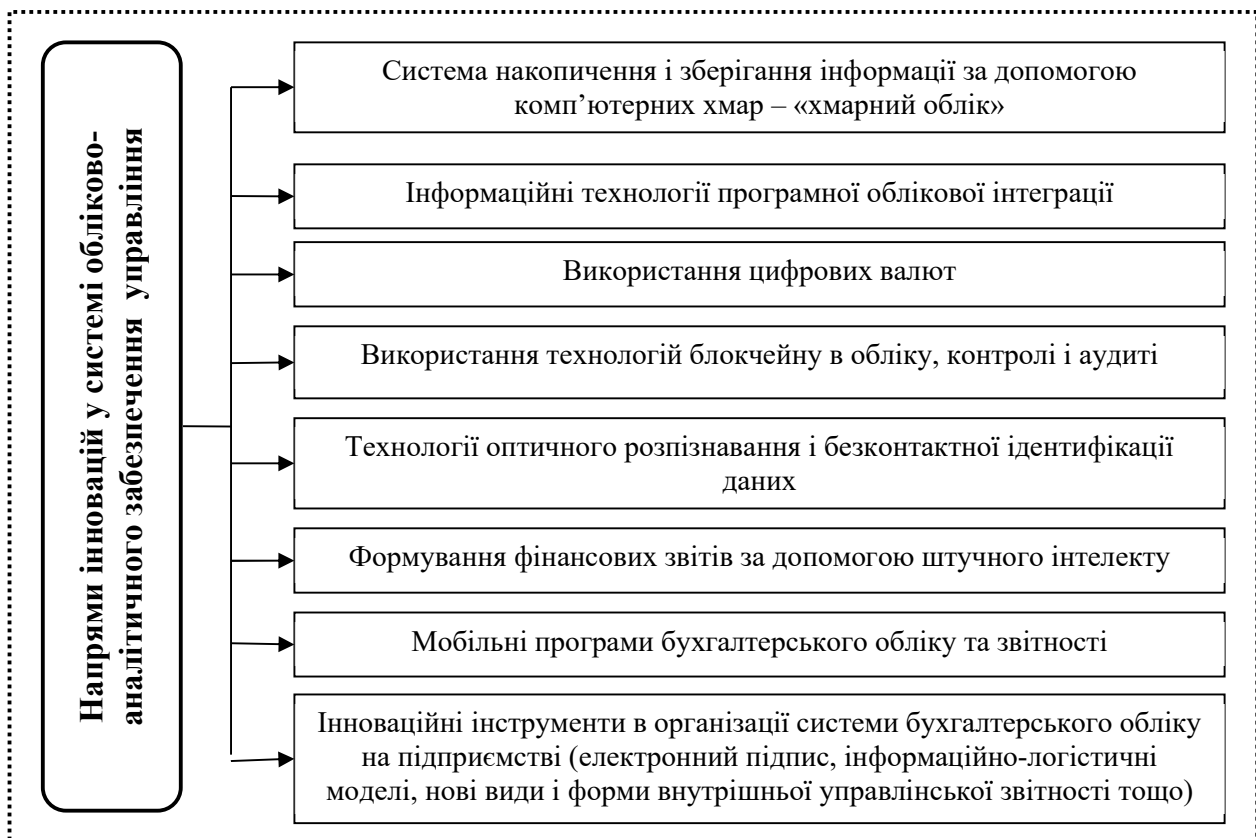 Напрями інновацій у системі обліково-
аналітичного забезпечення управління
Система накопичення і зберігання інформації за допомогою
комп’ютерних хмар – «хмарний облік»
Інформаційні технології програмної облікової інтеграції
Використання цифрових валют
Використання технологій блокчейну в обліку, контролі і аудиті
Технології оптичного розпізнавання і безконтактної ідентифікації
даних
Формування фінансових звітів за допомогою штучного інтелекту
Мобільні програми бухгалтерського обліку та звітності
Інноваційні інструменти в організації системи бухгалтерського обліку
на підприємстві (електронний підпис, інформаційно-логістичні
моделі, нові види і форми внутрішньої управлінської звітності тощо)